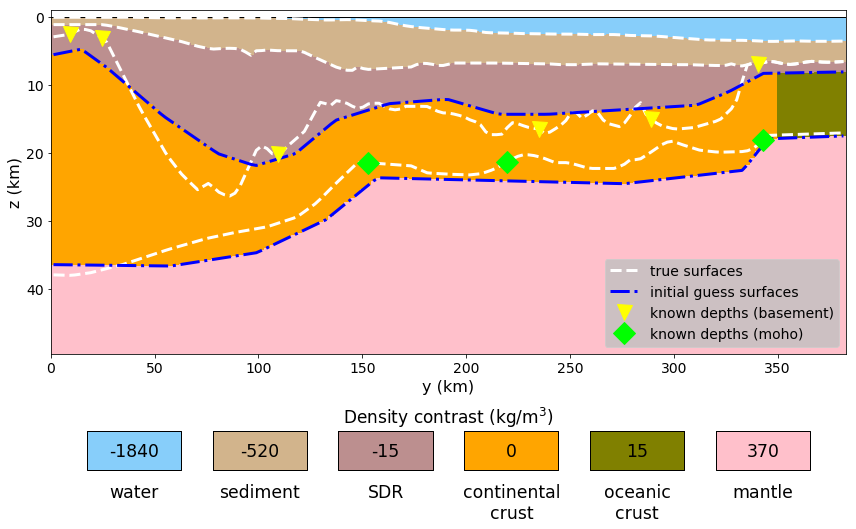 0
10
20
30
40
z (km)
true surfaces
initial guess surfaces
known depths (basement)
known depths (moho)
0 50 100 150 200 250 300 350
y (km)
Density contrast (kg/m³)
-1840 -520 -15 0 15 370
water sediment SDR continental crust oceanic crust mantle